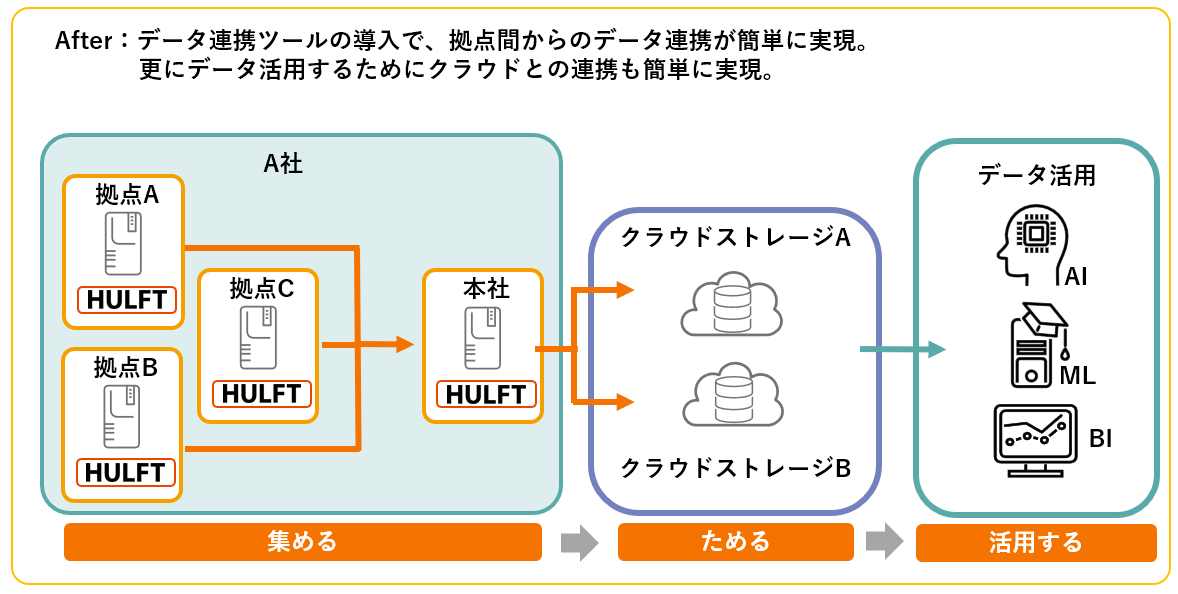 After：データ連携ツールの導入で、拠点間からのデータ連携が簡単に実現。
更にデータ活用するためにクラウドとの連携も簡単に実現。
A社
拠点A
HULFT
拠点B
HULFT
拠点C
HULFT
本社
HULFT
クラウドストレージA
クラウドストレージB
データ活用
AI
ML
BI
集める
ためる
活用する